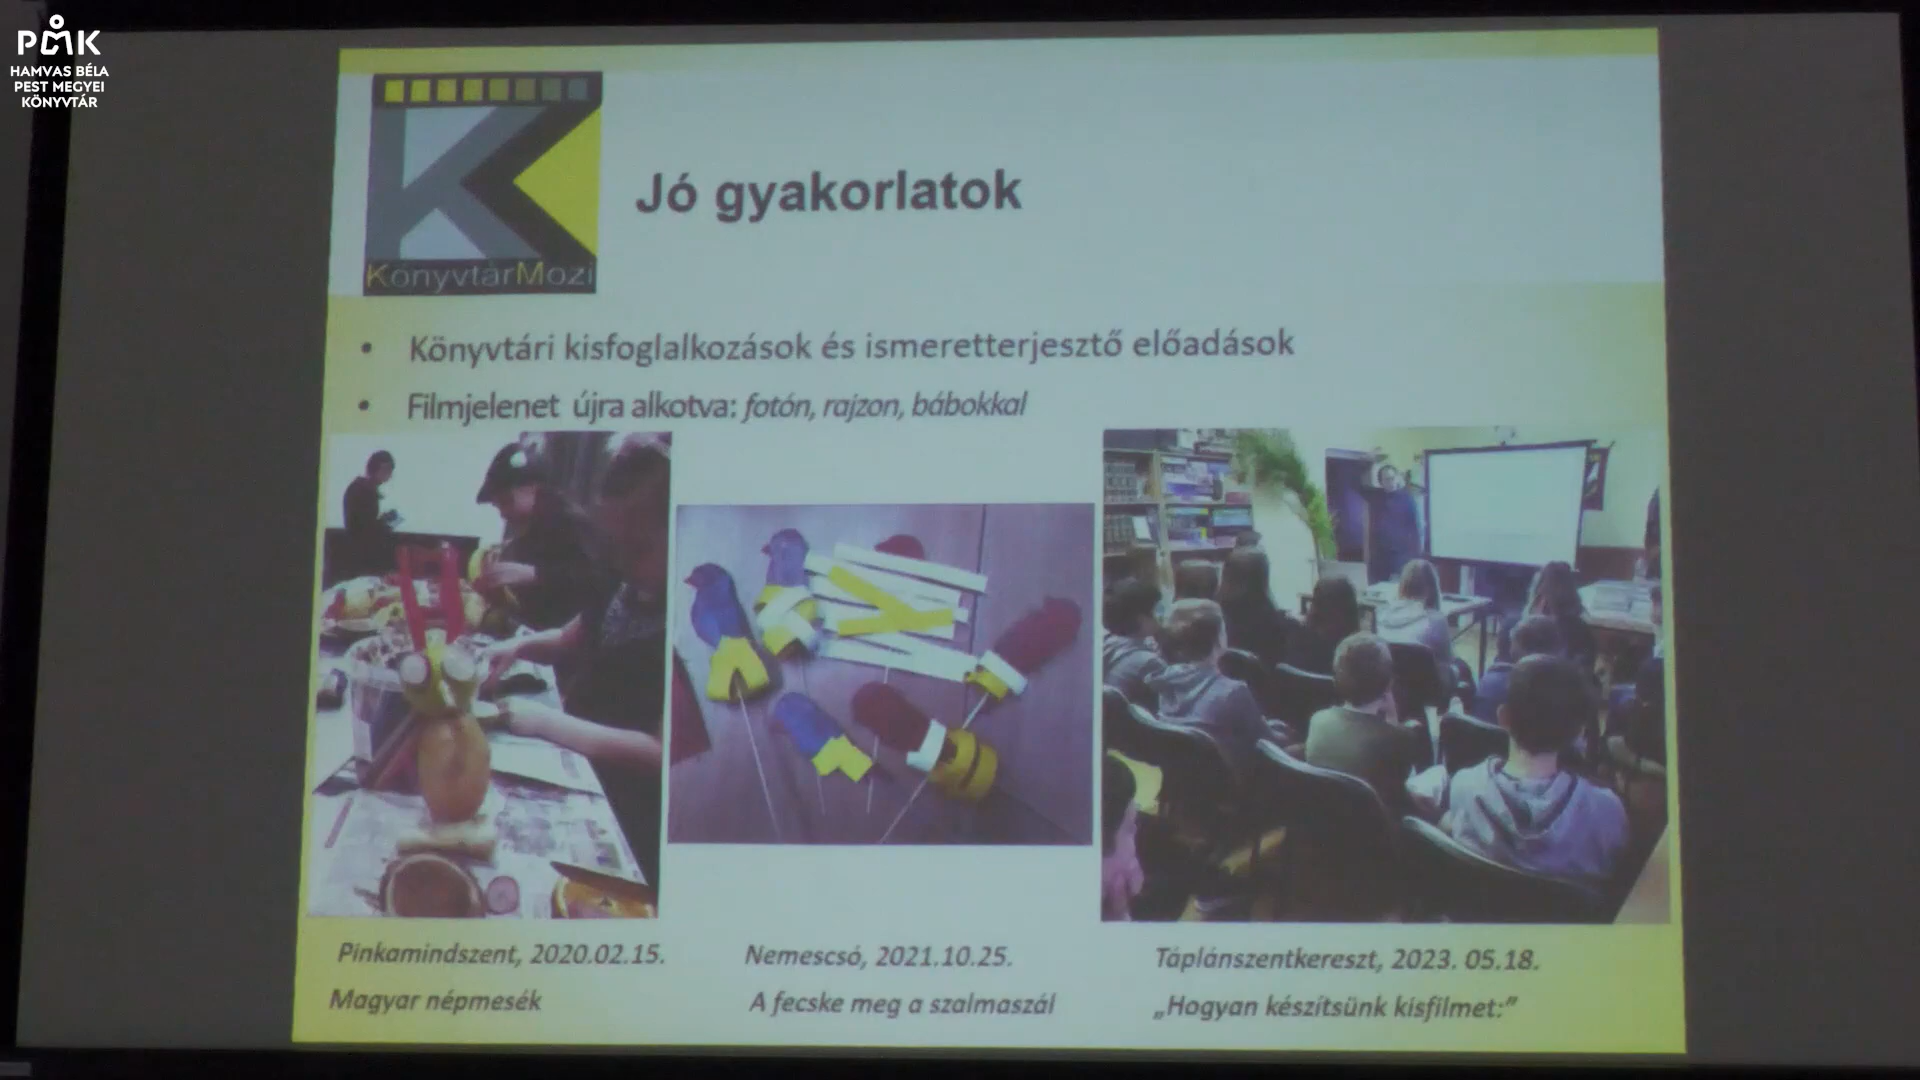 PMK
HAMVAS BÉLA
PEST MEGYEI
KÖNYVTÁR
KönyvtárMozi
Jó gyakorlatok
• Könyvtári kisfoglalkozások és ismeretterjesztő előadások
• Filmjelenet újra alkotva: fotón, rajzon, bábokkal
Pinkamindszent, 2020.02.15.
Magyar népmesék
Nemescsó, 2021.10.25.
A fecske meg a szalmaszál
Táplánszentkereszt, 2023. 05.18.
„Hogyan készítsünk kisfilmet:”